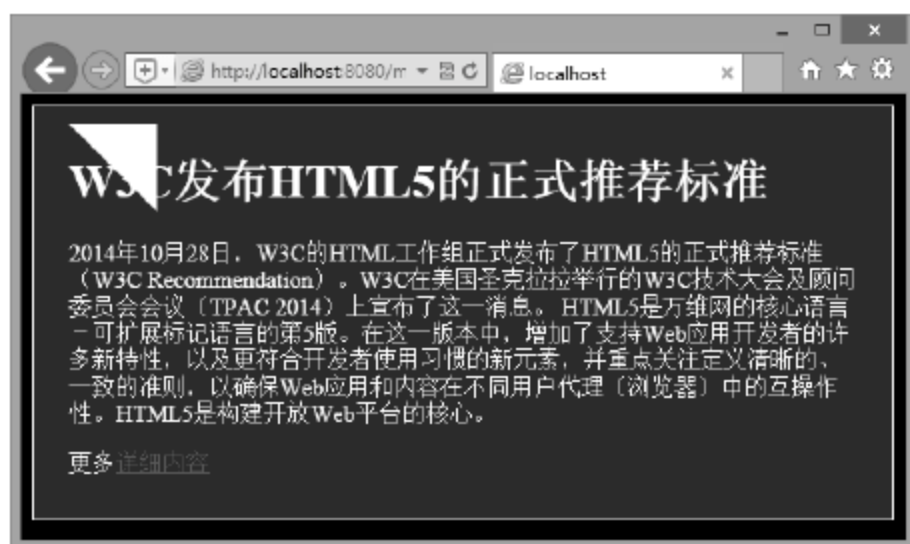 http://localhost:8080/m
localhost
W3C发布HTML5的正式推荐标准
2014年10月28日，W3C的HTML工作组正式发布了HTML5的正式推荐标准
（W3C Recommendation）。W3C在美国圣克拉拉举行的W3C技术大会及顾问
委员会会议（TPAC 2014）上宣布了这一消息。 HTML5是万维网的核心语言
－可扩展标记语言的第5版。在这一版本中，增加了支持Web应用开发者的许
多新特性，以及更符合开发者使用习惯的新元素，并重点关注定义清晰的、
一致的准则，以确保Web应用和内容在不同用户代理（浏览器）中的互操作
性。HTML5是构建开放Web平台的核心。
更多详细内容